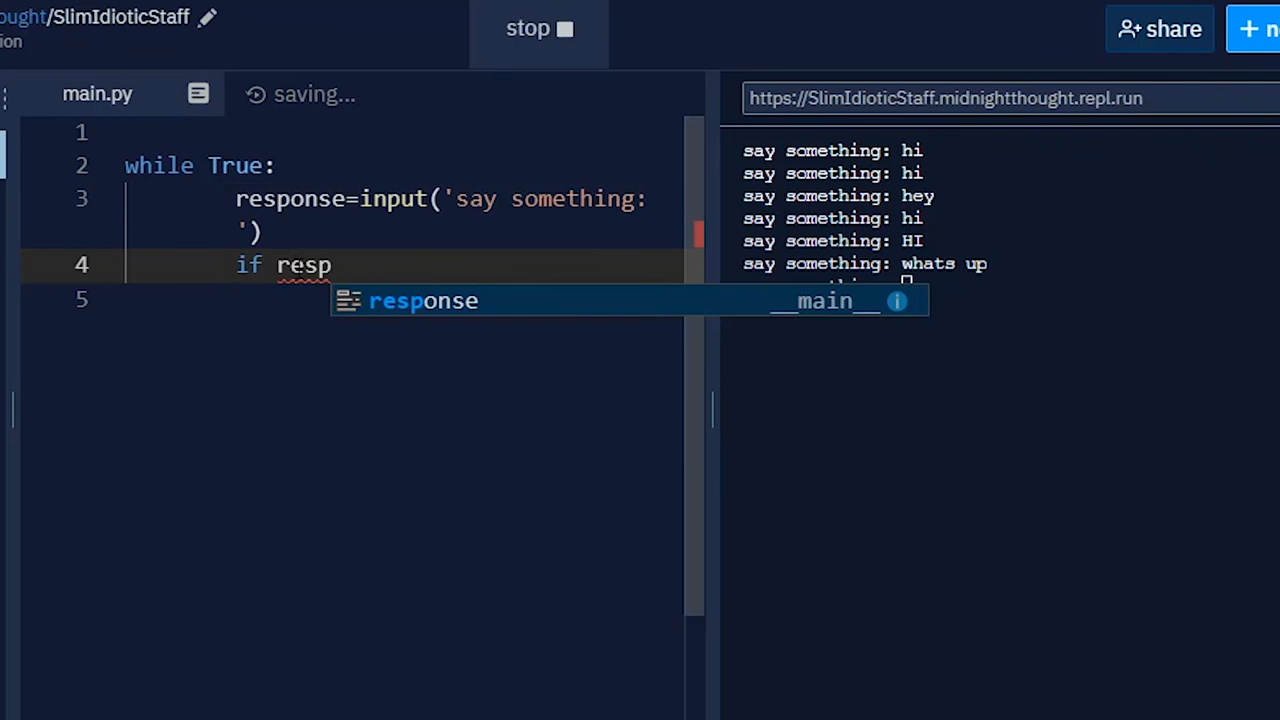 ought/SlimIdioticStaff
ion
stop
share
+ n
main.py
saving...
https://SlimIdioticStaff.midnightthought.repl.run
1
2 while True:
3 response=input('say something:
')
4 if resp
5
response __main__
say something: hi
say something: hi
say something: hey
say something: hi
say something: HI
say something: whats up